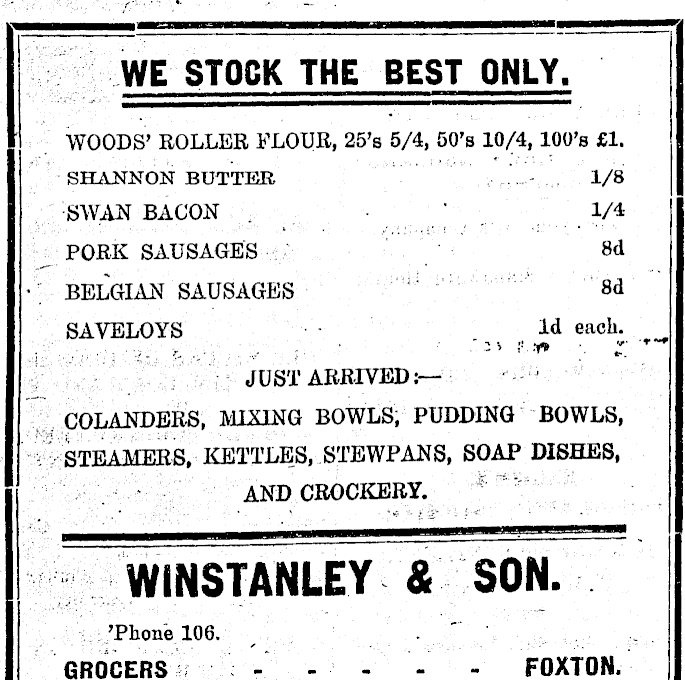 WE STOCK THE BEST ONLY.
WOODS' ROLLER FLOUR, 25's 5/4, 50's 10/4, 100's £1.
SHANNON BUTTER 1/8
SWAN BACON 1/4
PORK SAUSAGES 8d
BELGIAN SAUSAGES 8d
SAVELOYS 1d each.
JUST ARRIVED:—
COLANDERS, MIXING BOWLS, PUDDING BOWLS,
STEAMERS, KETTLES, STEWPANS, SOAP DISHES,
AND CROCKERY.
WINSTANLEY & SON.
'Phone 106.
GROCERS - - - - - FOXTON.